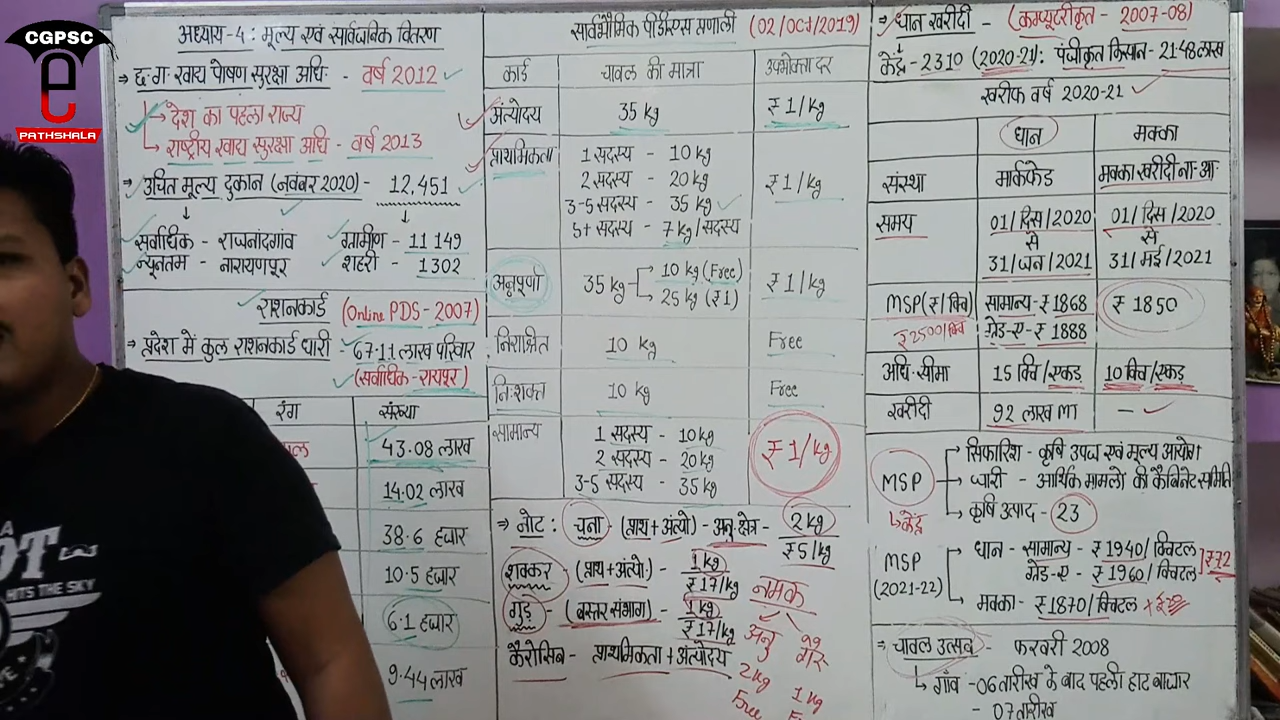 CGPSC
e
PATHSHALA
अध्याय-4 : मूल्य एवं सार्वजनिक वितरण
⇒ छ.ग. खाद्य पोषण सुरक्षा अधि. - वर्ष 2012
→ देश का पहला राज्य
→ राष्ट्रीय खाद्य सुरक्षा अधि - वर्ष 2013
→ उचित मूल्य दुकान (नवंबर 2020) - 12,451
सर्वाधिक - राजनांदगांव ग्रामीण - 11 149
न्यूनतम - नारायणपुर शहरी - 1302
राशनकार्ड (Online PDS - 2007)
→ प्रदेश में कुल राशनकार्ड धारी - 67.11 लाख परिवार
(सर्वाधिक - रायपुर)
रंग संख्या
43.08 लाख
14.02 लाख
38.6 हजार
10.5 हजार
6.1 हजार
9.44 लाख
सार्वभौमिक पीडीएस प्रणाली (02/Oct/2019)
कार्ड चावल की मात्रा उपभोक्ता दर
अंत्योदय 35 kg ₹1/kg
प्राथमिकता 1 सदस्य - 10 kg
2 सदस्य - 20 kg ₹1/kg
3-5 सदस्य - 35 kg
5+ सदस्य - 7 kg/सदस्य
अन्नपूर्णा 35 kg → 10 kg (Free) ₹1/kg
→ 25 kg (₹1)
निराश्रित 10 kg Free
निःशक्त 10 kg Free
सामान्य 1 सदस्य - 10 kg ₹1/kg
2 सदस्य - 20 kg
3-5 सदस्य - 35 kg
⇒ नोट : चना - (प्राथ + अंत्यो) - अनु. क्षेत्र - 2 kg
₹5/kg
शक्कर - (प्राथ + अंत्यो.) - 1 kg
₹17/kg
गुड़ - (बस्तर संभाग) - 1 kg
₹17/kg
कैरोसिन - प्राथमिकता + अंत्योदय
नमक
अनु गैर
2 kg 1 kg
Free
⇒ धान खरीदी - (कम्प्यूटरीकृत - 2007-08)
केंद्र - 2310 (2020-21) : पंजीकृत किसान - 21.48 लाख
खरीफ वर्ष 2020-21
धान मक्का
संस्था मार्कफेड मक्का खरीदी ना. आ.
समय 01/दिस/2020 01/दिस/2020
से से
31/जन/2021 31/मई/2021
MSP (₹/क्विं) सामान्य - ₹1868 ₹1850
₹2500/क्विं ग्रेड-ए - ₹1888
अधि. सीमा 15 क्विं/एकड़ 10 क्विं/एकड़
खरीदी 92 लाख MT -
MSP → सिफारिश - कृषि उपज एवं मूल्य आयोग
→ जारी - आर्थिक मामलों की कैबिनेट समिति
→ कृषि उत्पाद - 23
↳ केंद्र
MSP (2021-22) → धान - सामान्य - ₹1940/क्विंटल
ग्रेड-ए - ₹1960/क्विंटल ₹72
→ मक्का - ₹1870/क्विंटल
⇒ चावल उत्सव - फरवरी 2008
↳ गाँव - 06 तारीख के बाद पहली हाट बाजार
- 07 तारीख